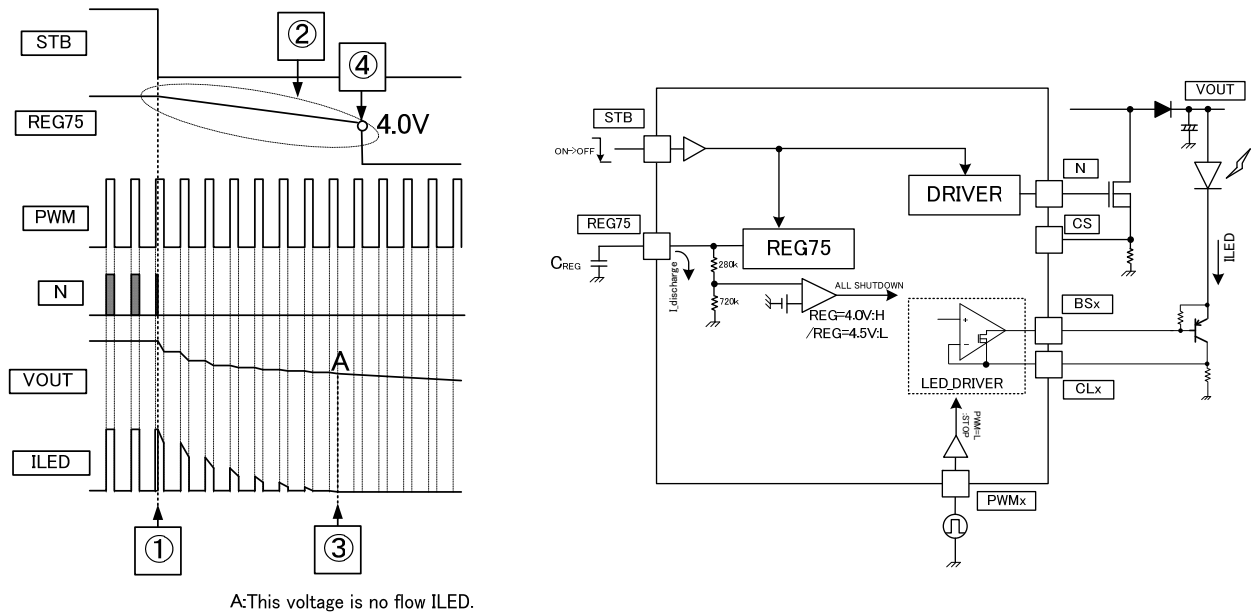 STB
②
④
REG75
4.0V
PWM
N
A
VOUT
ILED
①
③
A:This voltage is no flow ILED.
VOUT
STB
ON->OFF
N
DRIVER
CS
REG75
REG75
CREG
I_discharge
280k
720k
ALL SHUTDOWN
REG=4.0V:H
/REG=4.5V:L
ILED
BSx
+
-
LED_DRIVER
CLx
PWM=L
:STOP
PWMx